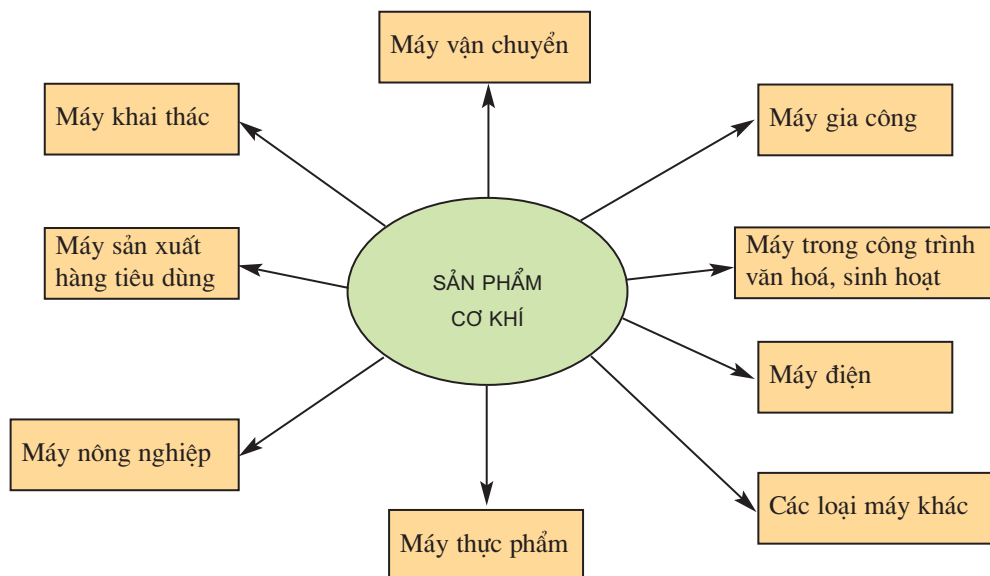 Máy vận chuyển
Máy khai thác
Máy gia công
Máy sản xuất
hàng tiêu dùng
SẢN PHẨM
CƠ KHÍ
Máy trong công trình
văn hoá, sinh hoạt
Máy điện
Máy nông nghiệp
Các loại máy khác
Máy thực phẩm